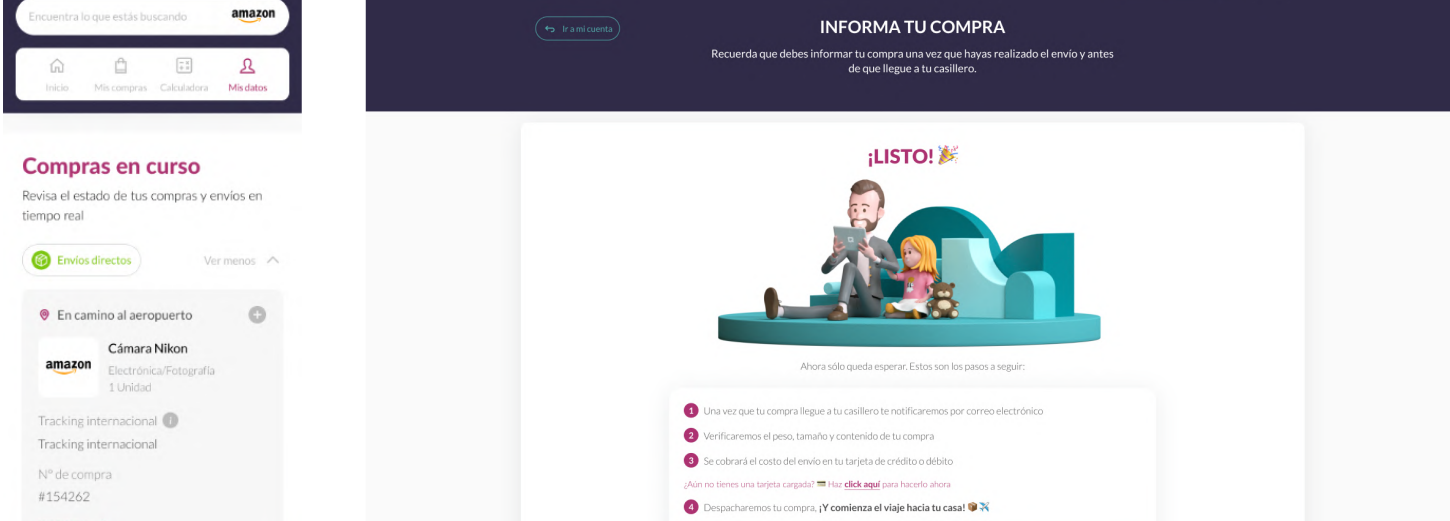 Encuentra lo que estás buscando
amazon
Inicio
Mis compras
Calculadora
Mis datos
Compras en curso
Revisa el estado de tus compras y envíos en
tiempo real
Envíos directos
Ver menos
En camino al aeropuerto
amazon
Cámara Nikon
Electrónica/Fotografía
1 Unidad
Tracking internacional
Tracking internacional
N° de compra
#154262
Ir a mi cuenta
INFORMA TU COMPRA
Recuerda que debes informar tu compra una vez que hayas realizado el envío y antes
de que llegue a tu casillero.
¡LISTO! 🎉
Ahora sólo queda esperar. Estos son los pasos a seguir:
1 Una vez que tu compra llegue a tu casillero te notificaremos por correo electrónico
2 Verificaremos el peso, tamaño y contenido de tu compra
3 Se cobrará el costo del envío en tu tarjeta de crédito o débito
¿Aún no tienes una tarjeta cargada? 💳 Haz click aquí para hacerlo ahora
4 Despacharemos tu compra, ¡Y comienza el viaje hacia tu casa! 📦✈️